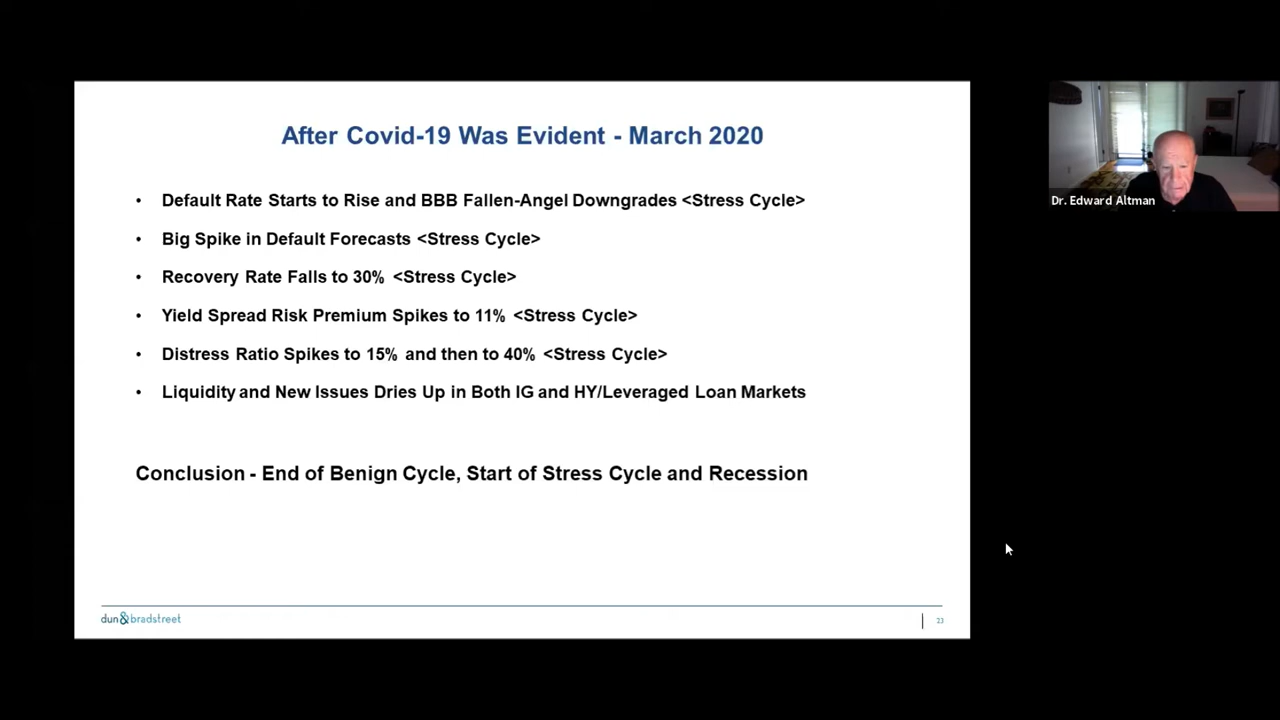 After Covid-19 Was Evident - March 2020
• Default Rate Starts to Rise and BBB Fallen-Angel Downgrades <Stress Cycle>
• Big Spike in Default Forecasts <Stress Cycle>
• Recovery Rate Falls to 30% <Stress Cycle>
• Yield Spread Risk Premium Spikes to 11% <Stress Cycle>
• Distress Ratio Spikes to 15% and then to 40% <Stress Cycle>
• Liquidity and New Issues Dries Up in Both IG and HY/Leveraged Loan Markets
Conclusion - End of Benign Cycle, Start of Stress Cycle and Recession
dun&bradstreet
23
Dr. Edward Altman